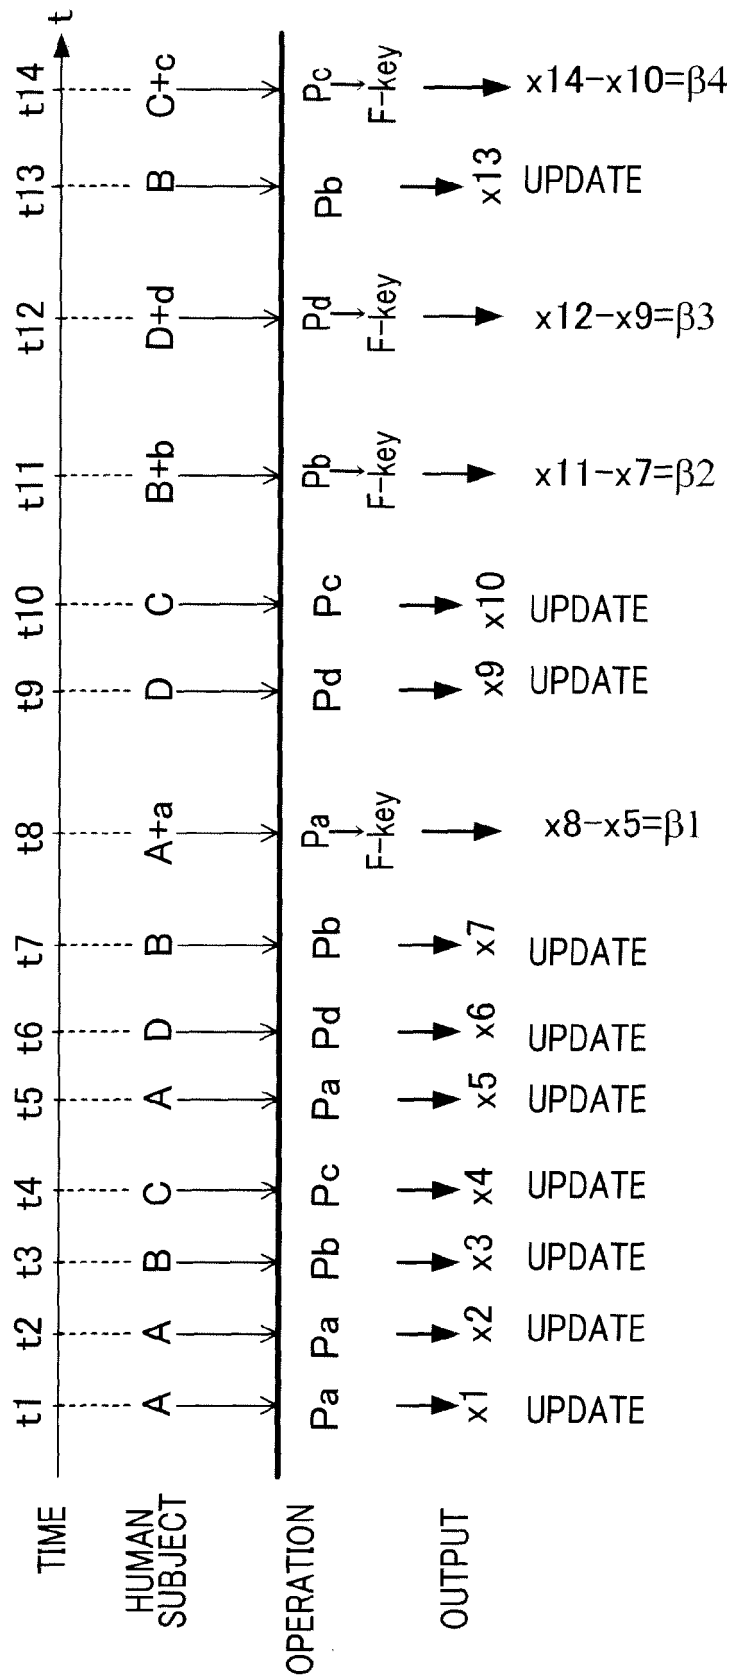 TIME t1 t2 t3 t4 t5 t6 t7 t8 t9 t10 t11 t12 t13 t14 t
HUMAN
SUBJECT
A A B C A D B A+a D C B+b D+d B C+c
OPERATION Pa Pa Pb Pc Pa Pd Pb Pa→F-key Pd Pc Pb→F-key Pd→F-key Pb Pc→F-key
OUTPUT x1 x2 x3 x4 x5 x6 x7 x9 x10 x13
UPDATE UPDATE UPDATE UPDATE UPDATE UPDATE UPDATE x8-x5=β1 UPDATE UPDATE x11-x7=β2 x12-x9=β3 UPDATE x14-x10=β4